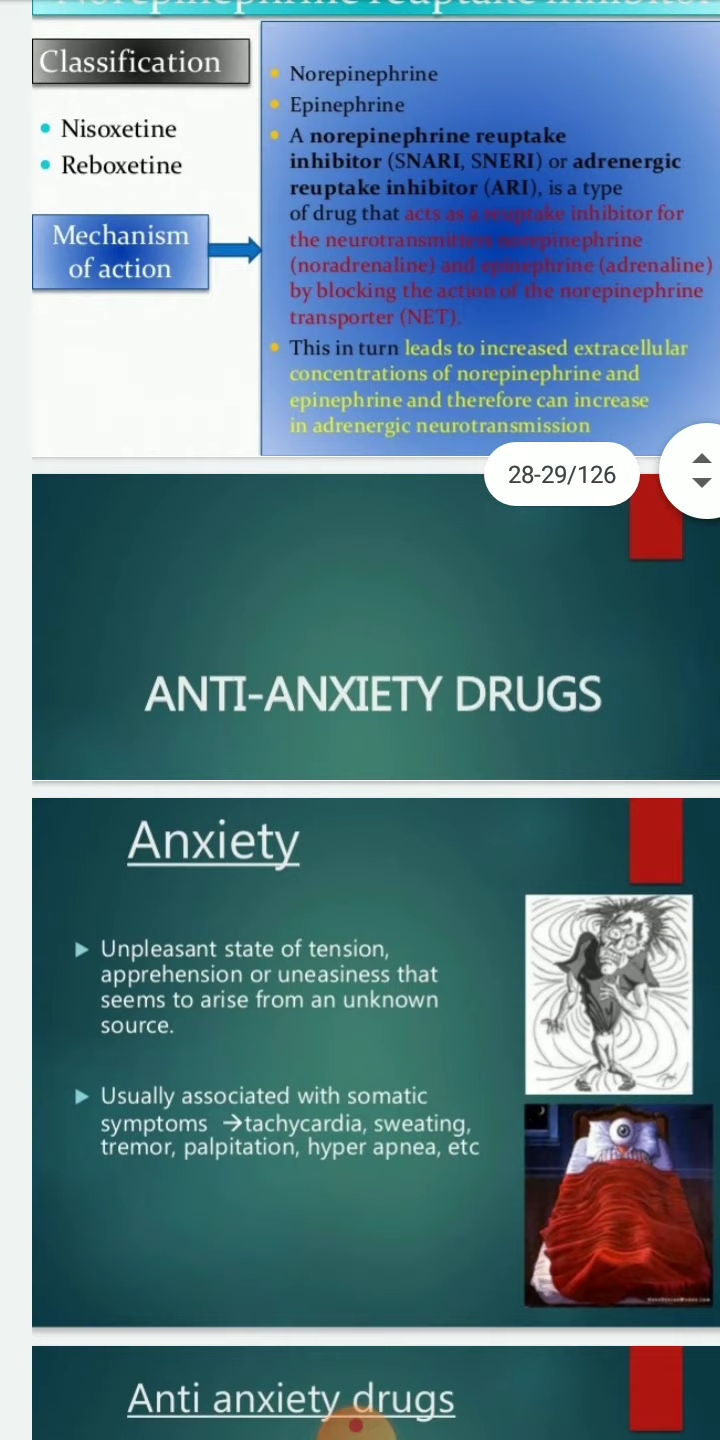 Norepinephrine reuptake inhibitor
Classification
Nisoxetine
Reboxetine
Mechanism
of action
Norepinephrine
Epinephrine
A norepinephrine reuptake
inhibitor (SNARI, SNERI) or adrenergic
reuptake inhibitor (ARI), is a type
of drug that acts as a reuptake inhibitor for
the neurotransmitters norepinephrine
(noradrenaline) and epinephrine (adrenaline)
by blocking the action of the norepinephrine
transporter (NET).
This in turn leads to increased extracellular
concentrations of norepinephrine and
epinephrine and therefore can increase
in adrenergic neurotransmission
28-29/126
ANTI-ANXIETY DRUGS
Anxiety
Unpleasant state of tension,
apprehension or uneasiness that
seems to arise from an unknown
source.
Usually associated with somatic
symptoms →tachycardia, sweating,
tremor, palpitation, hyper apnea, etc
Anti anxiety drugs